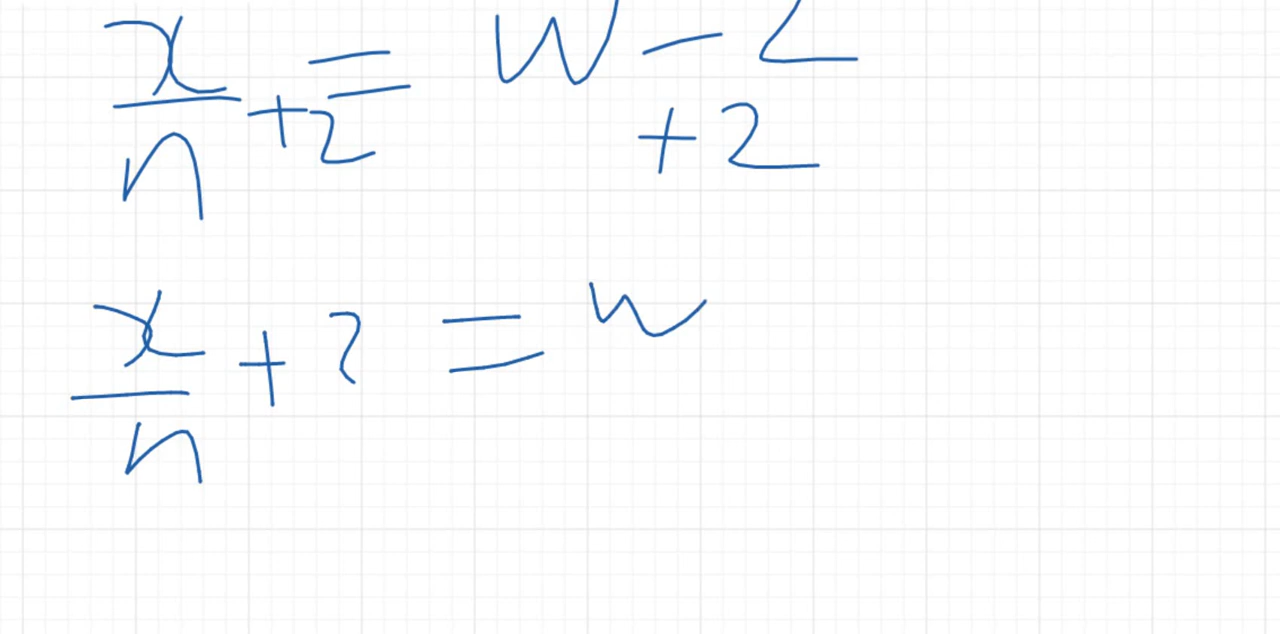 x/n = w - 2
+2 +2
x/n + 2 = w